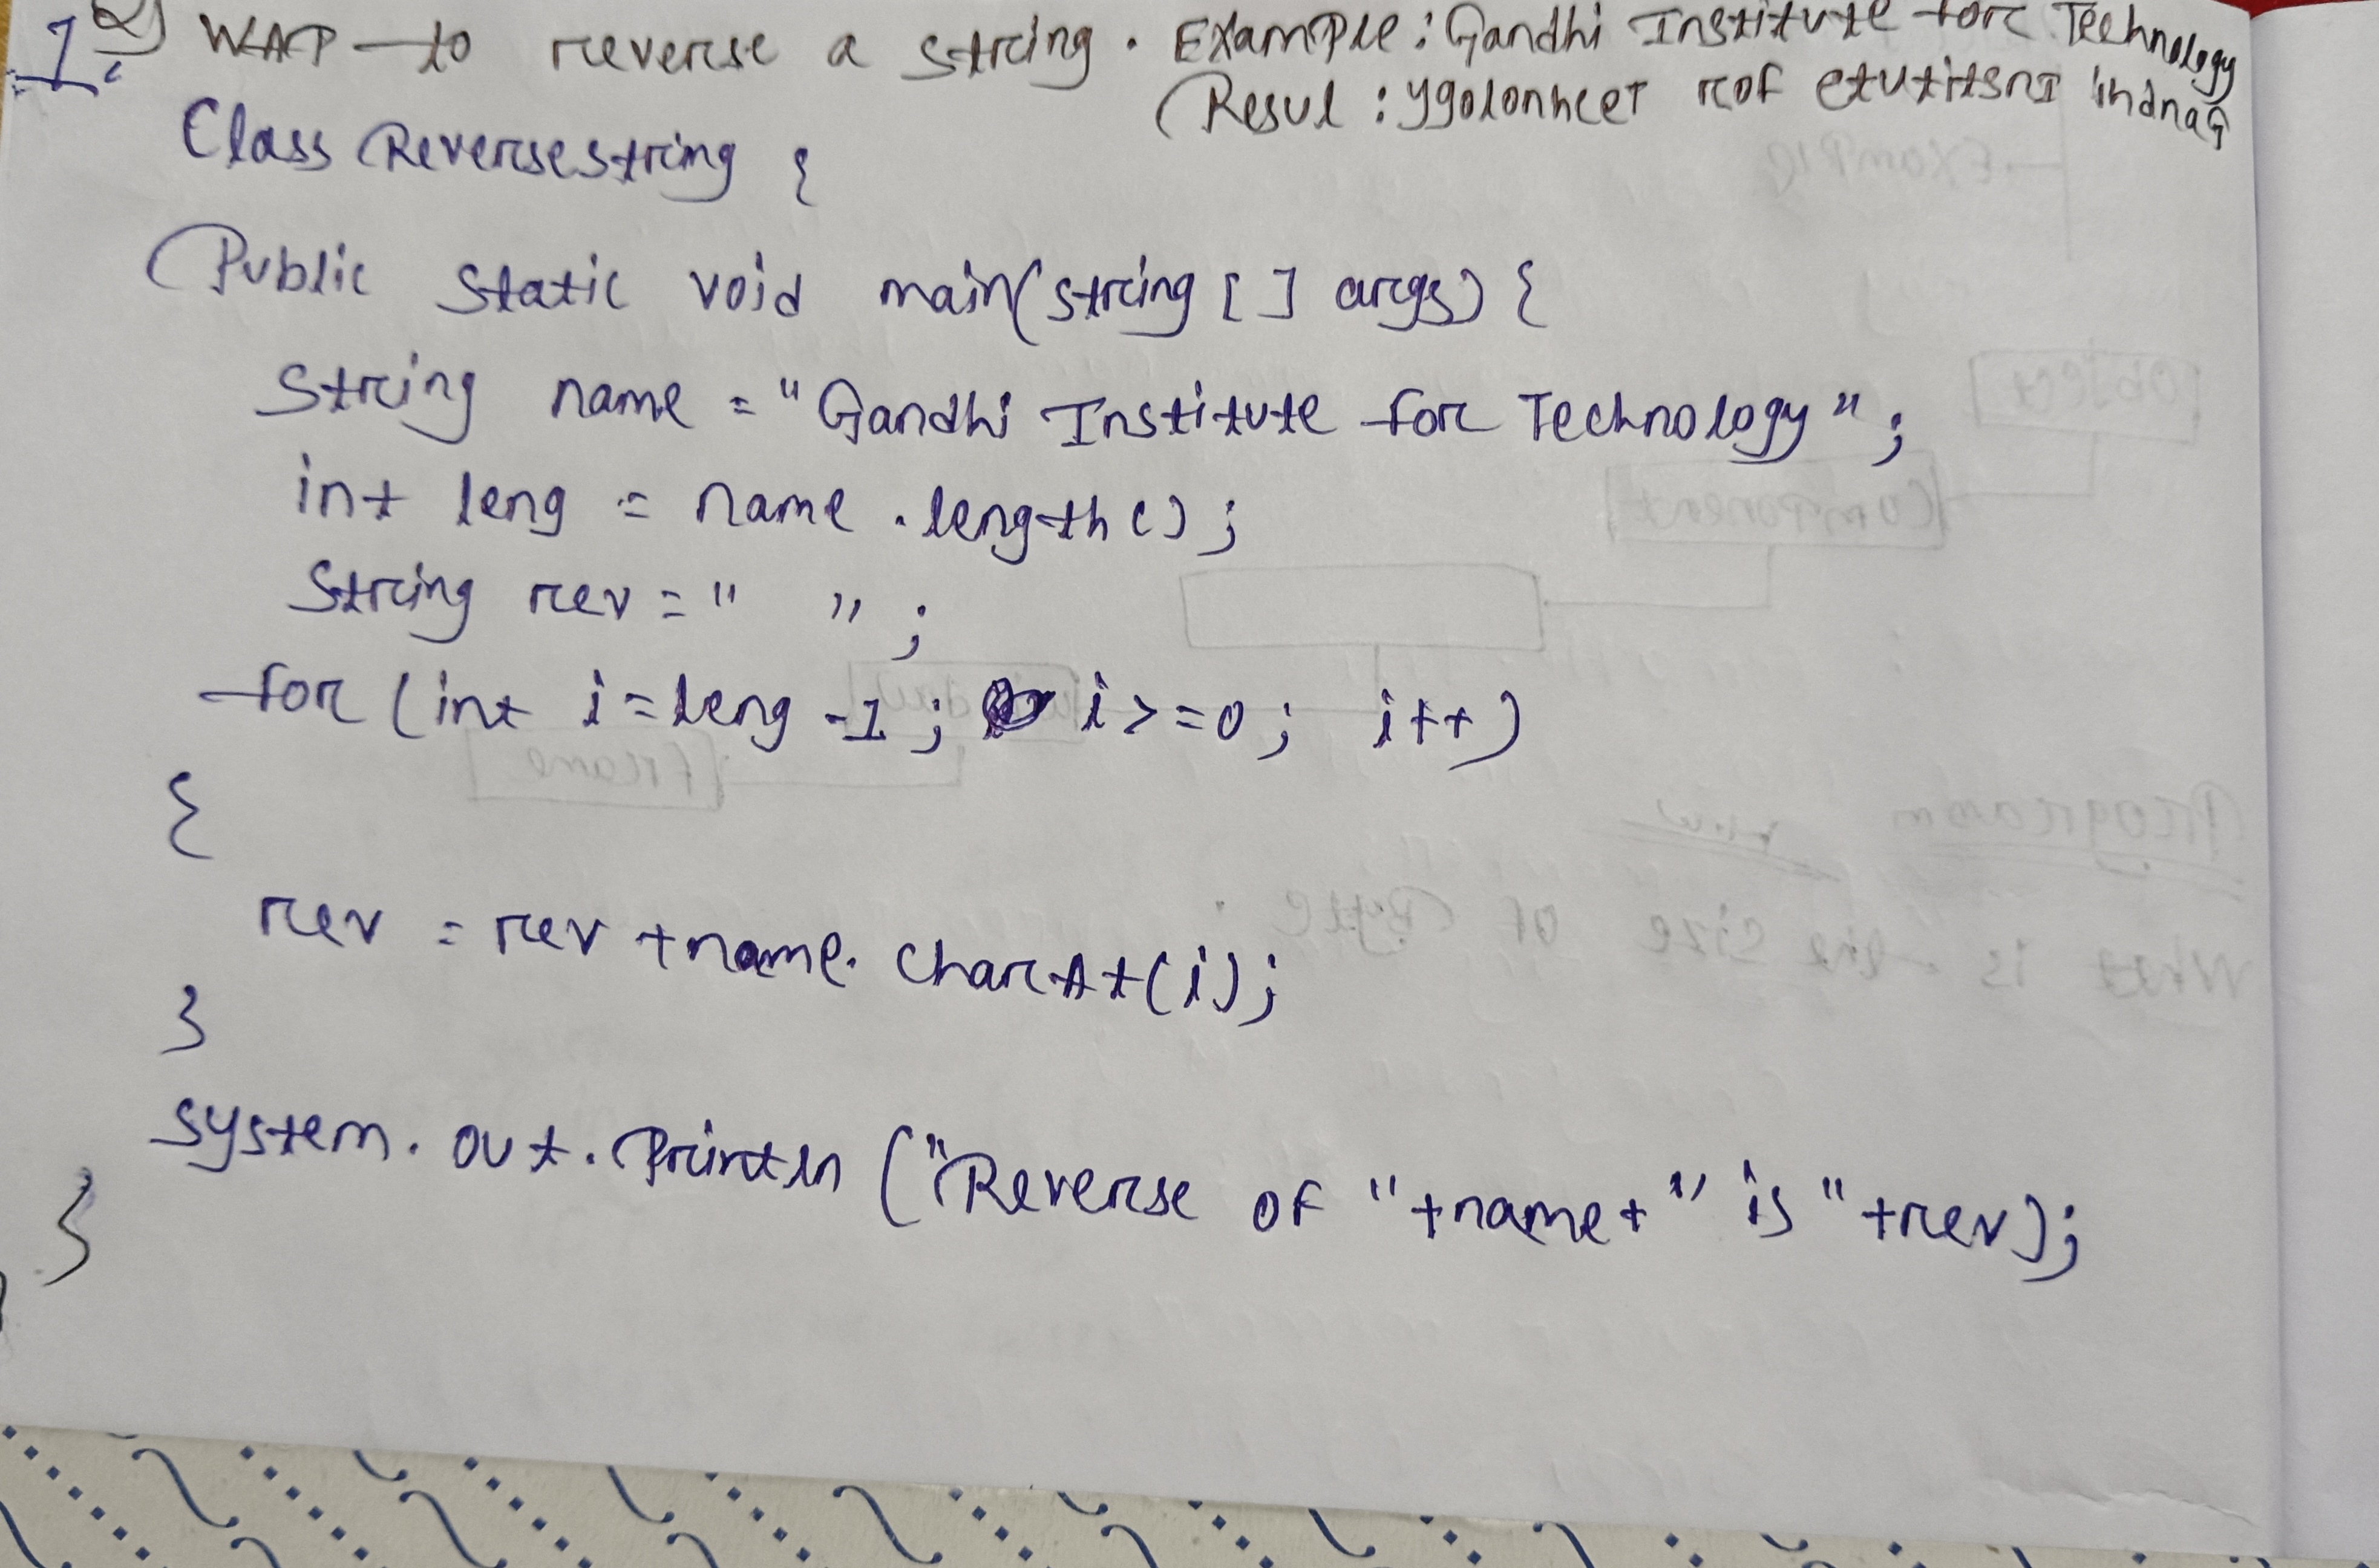 1. 2) WAP to reverse a string. Example: Gandhi Institute for Technology
Resul : ygolonhceT rof etutitsnI ihdnaG
Class Reversestring {
Public static void main(string [] args) {
String name = "Gandhi Institute for Technology";
int leng = name.length();
String rev = " ";
for (int i=leng -1; i>=0; i++)
{
rev = rev +name.charAt(i);
}
system.out.Println ("Reverse of "+name+" is "+rev);
}